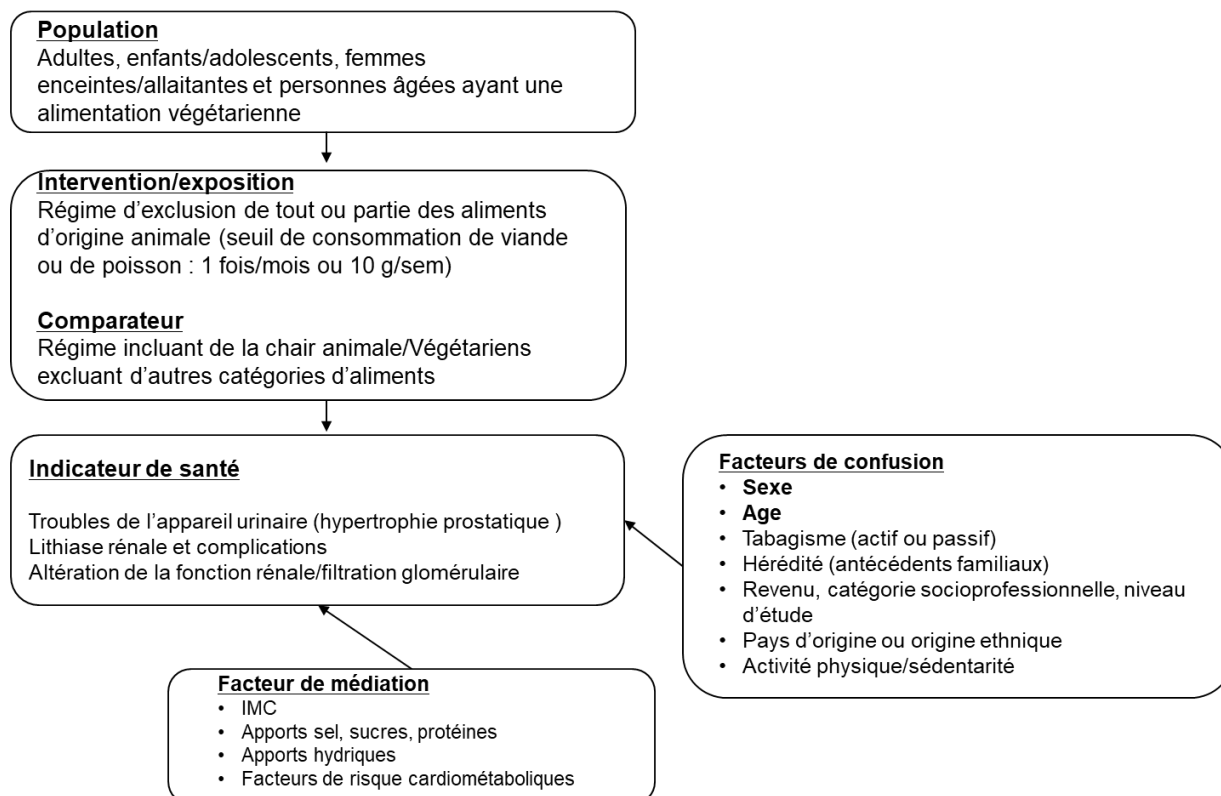 Population
Adultes, enfants/adolescents, femmes
enceintes/allaitantes et personnes âgées ayant une
alimentation végétarienne
Intervention/exposition
Régime d'exclusion de tout ou partie des aliments
d'origine animale (seuil de consommation de viande
ou de poisson : 1 fois/mois ou 10 g/sem)
Comparateur
Régime incluant de la chair animale/Végétariens
excluant d'autres catégories d'aliments
Indicateur de santé
Troubles de l'appareil urinaire (hypertrophie prostatique )
Lithiase rénale et complications
Altération de la fonction rénale/filtration glomérulaire
Facteurs de confusion
• Sexe
• Age
• Tabagisme (actif ou passif)
• Hérédité (antécédents familiaux)
• Revenu, catégorie socioprofessionnelle, niveau
d'étude
• Pays d'origine ou origine ethnique
• Activité physique/sédentarité
Facteur de médiation
• IMC
• Apports sel, sucres, protéines
• Apports hydriques
• Facteurs de risque cardiométaboliques